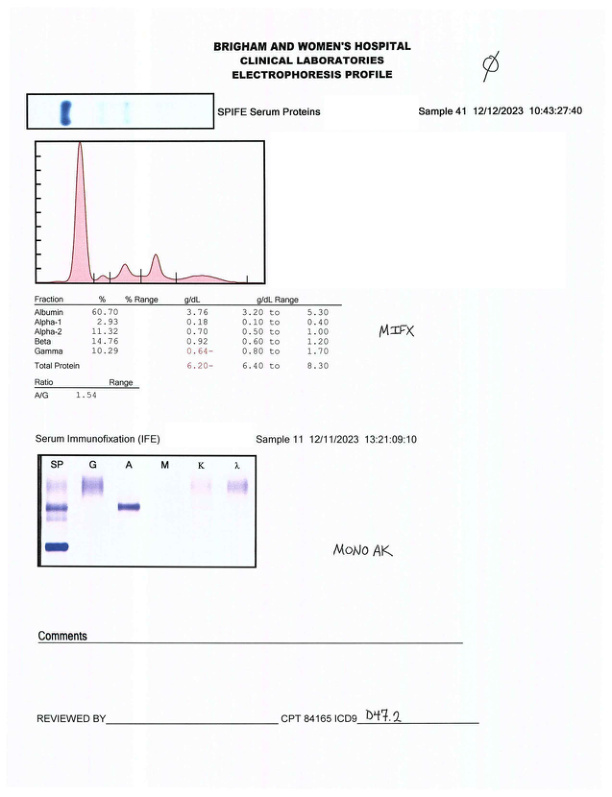 BRIGHAM AND WOMEN'S HOSPITAL
CLINICAL LABORATORIES
ELECTROPHORESIS PROFILE
Ø
SPIFE Serum Proteins Sample 41 12/12/2023 10:43:27:40
Fraction % % Range g/dL g/dL Range
Albumin 60.70 3.76 3.20 to 5.30
Alpha-1 2.93 0.18 0.10 to 0.40
Alpha-2 11.32 0.70 0.50 to 1.00
Beta 14.76 0.92 0.60 to 1.20
Gamma 10.29 0.64- 0.80 to 1.70
Total Protein 6.20- 6.40 to 8.30
MIFX
Ratio Range
A/G 1.54
Serum Immunofixation (IFE) Sample 11 12/11/2023 13:21:09:10
SP G A M K λ
MONO AK
Comments
REVIEWED BY CPT 84165 ICD9 D47.2